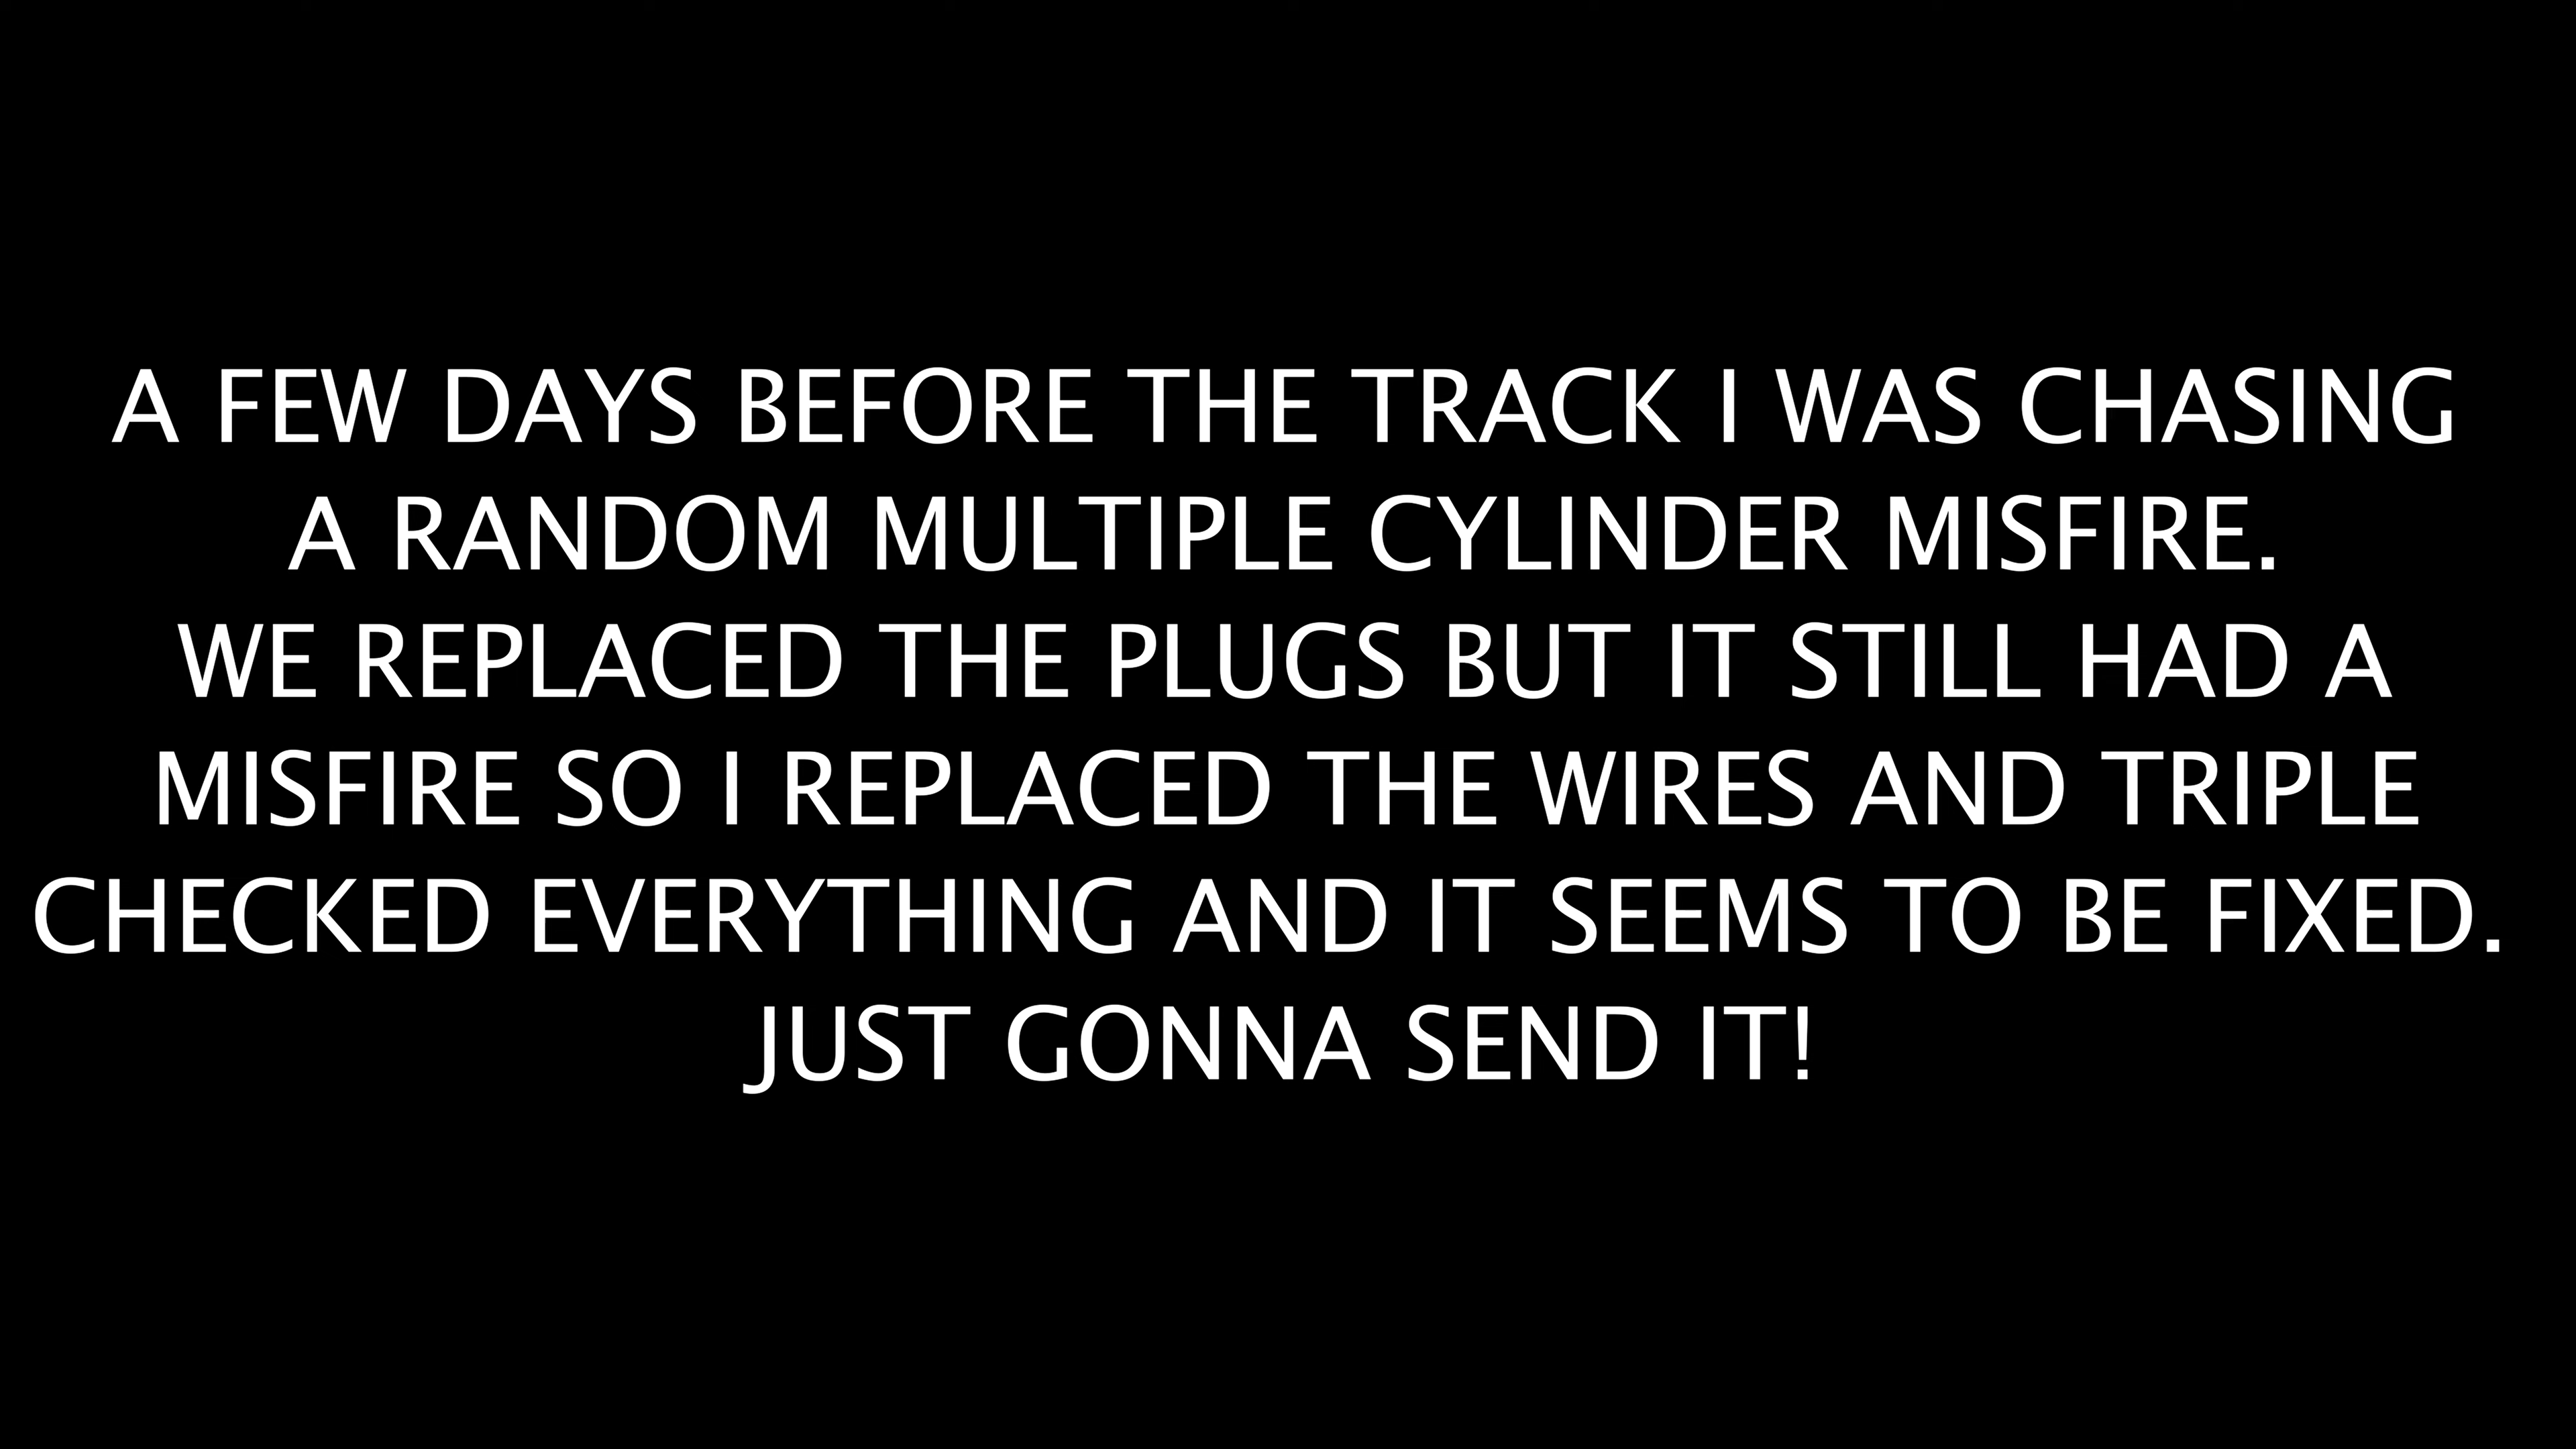 A FEW DAYS BEFORE THE TRACK I WAS CHASING
A RANDOM MULTIPLE CYLINDER MISFIRE.
WE REPLACED THE PLUGS BUT IT STILL HAD A
MISFIRE SO I REPLACED THE WIRES AND TRIPLE
CHECKED EVERYTHING AND IT SEEMS TO BE FIXED.
JUST GONNA SEND IT!